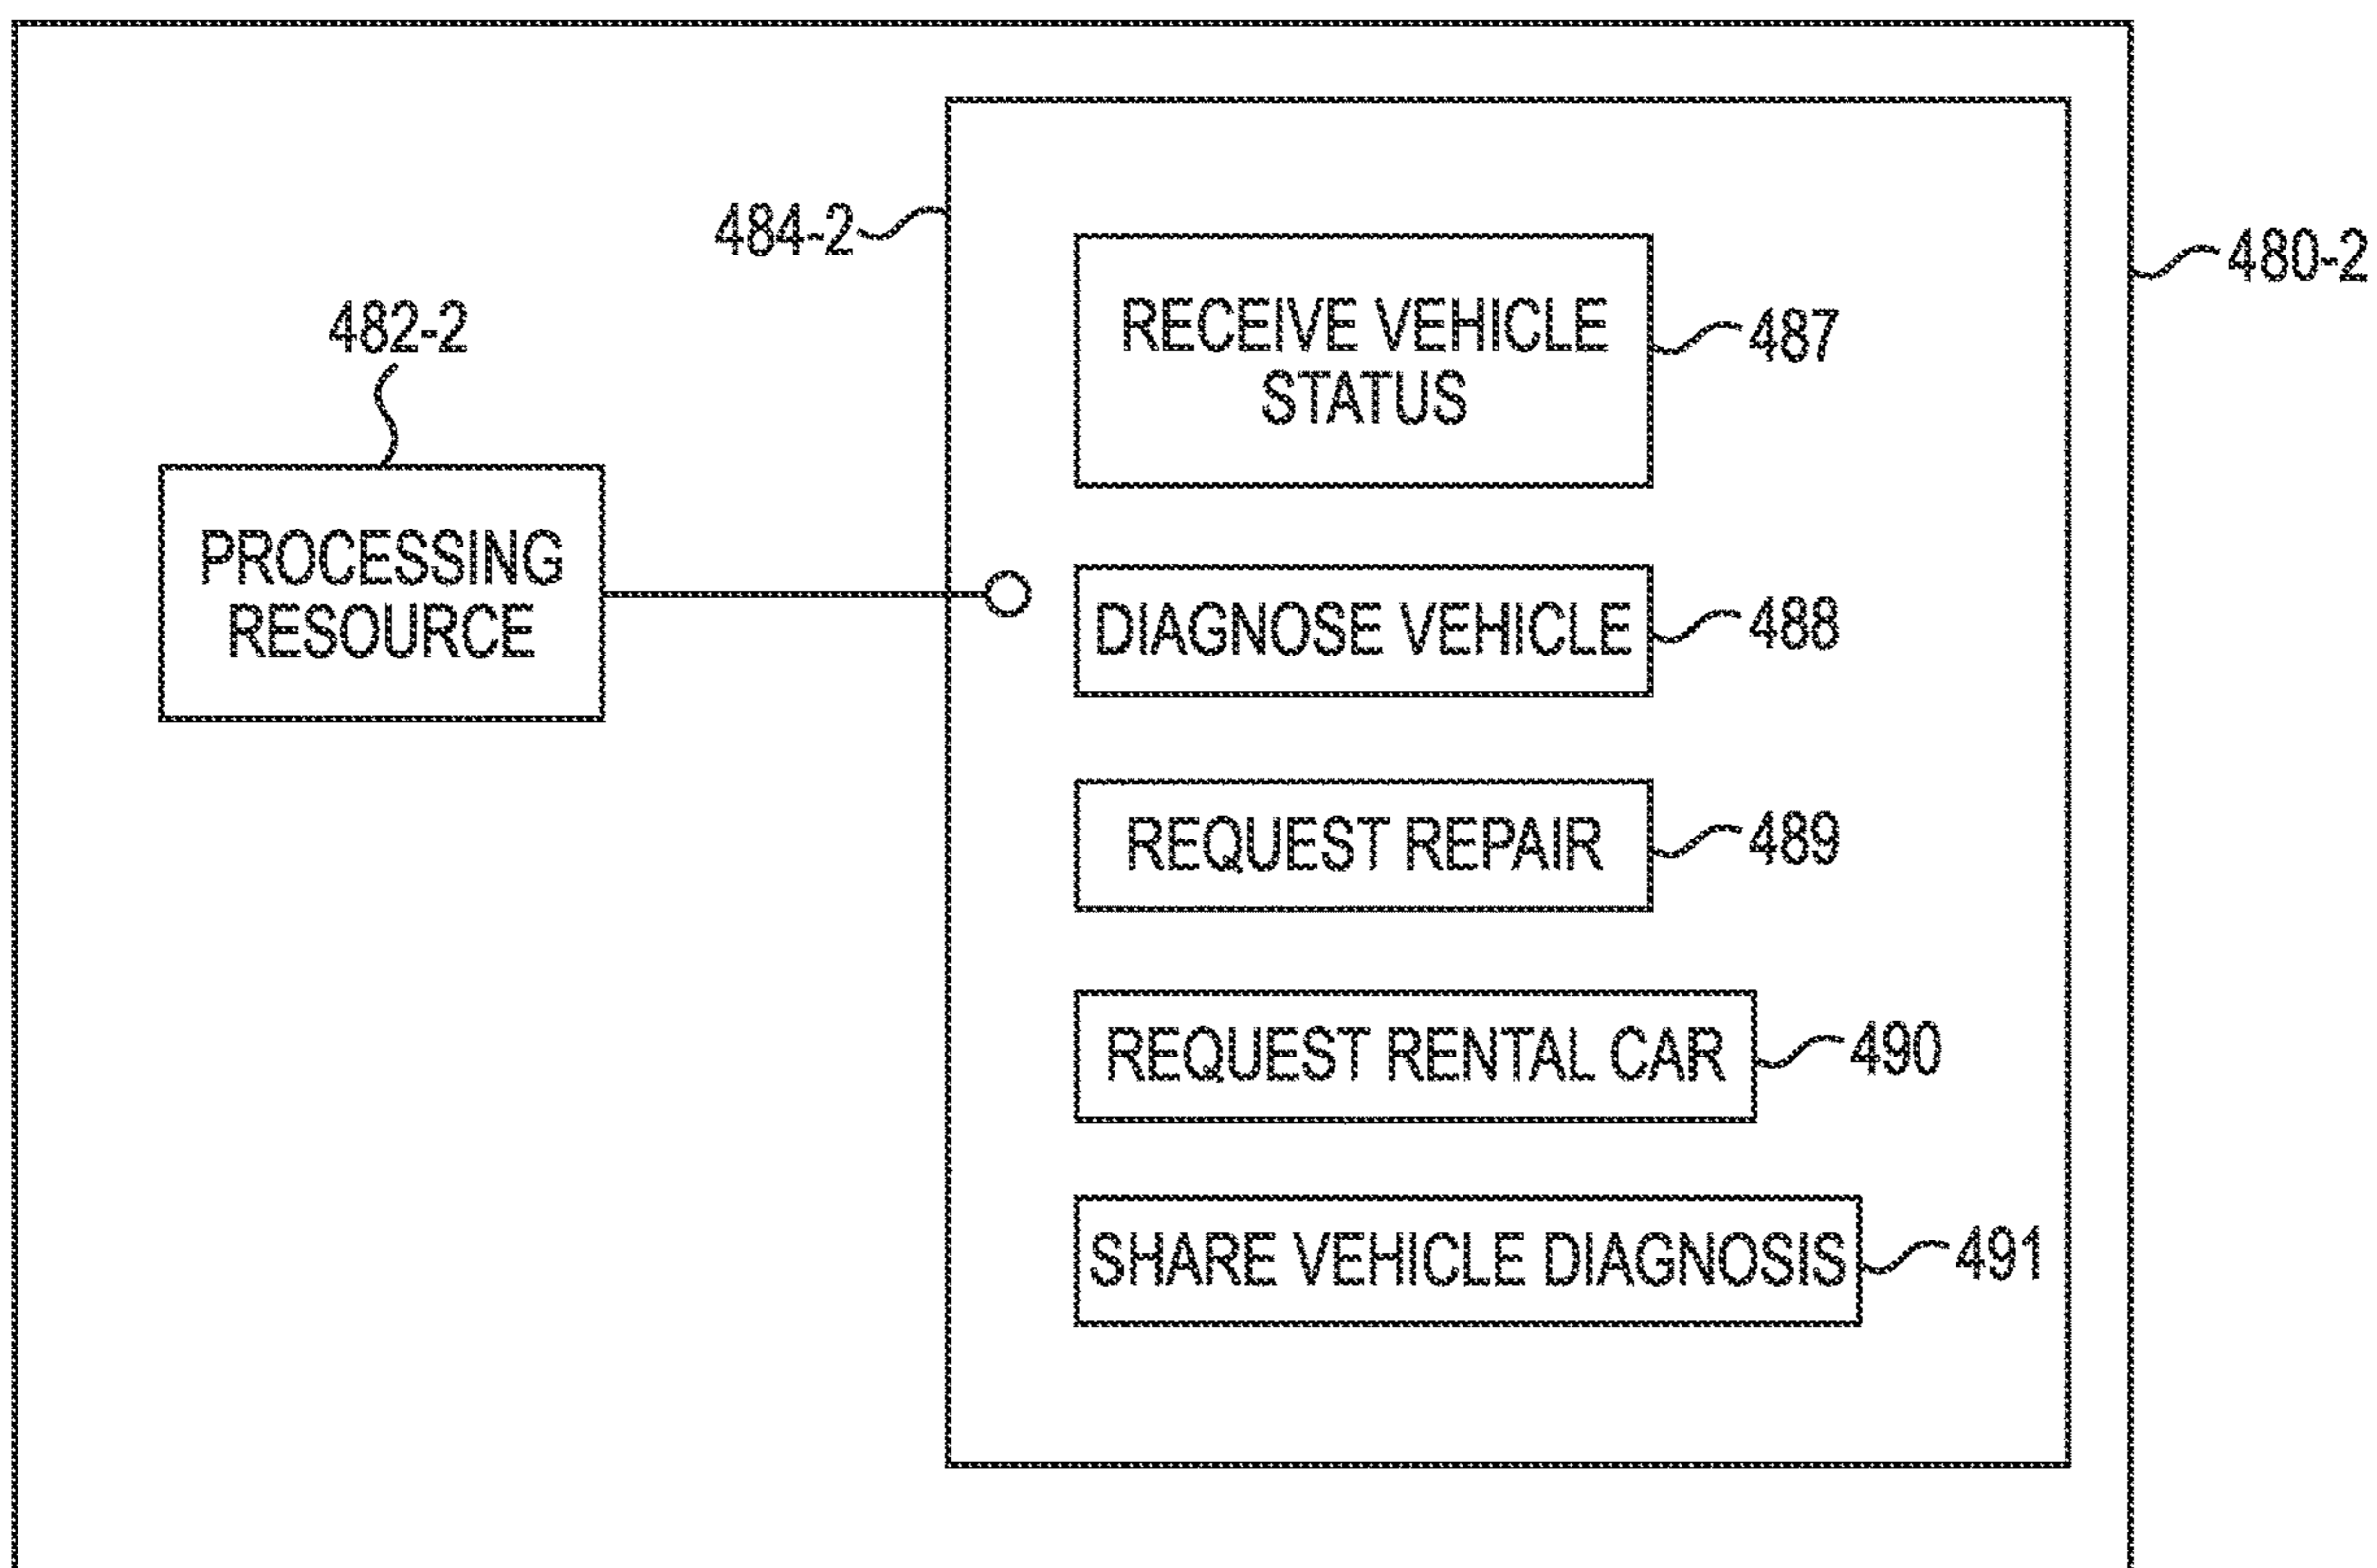 484-2
480-2
482-2
RECEIVE VEHICLE
STATUS
487
PROCESSING
RESOURCE
DIAGNOSE VEHICLE
488
REQUEST REPAIR
489
REQUEST RENTAL CAR
490
SHARE VEHICLE DIAGNOSIS
491